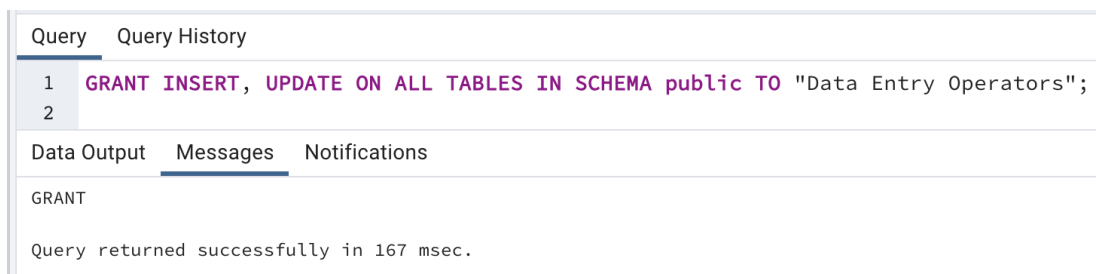 Query Query History
1 GRANT INSERT, UPDATE ON ALL TABLES IN SCHEMA public TO "Data Entry Operators";
2
Data Output Messages Notifications
GRANT
Query returned successfully in 167 msec.